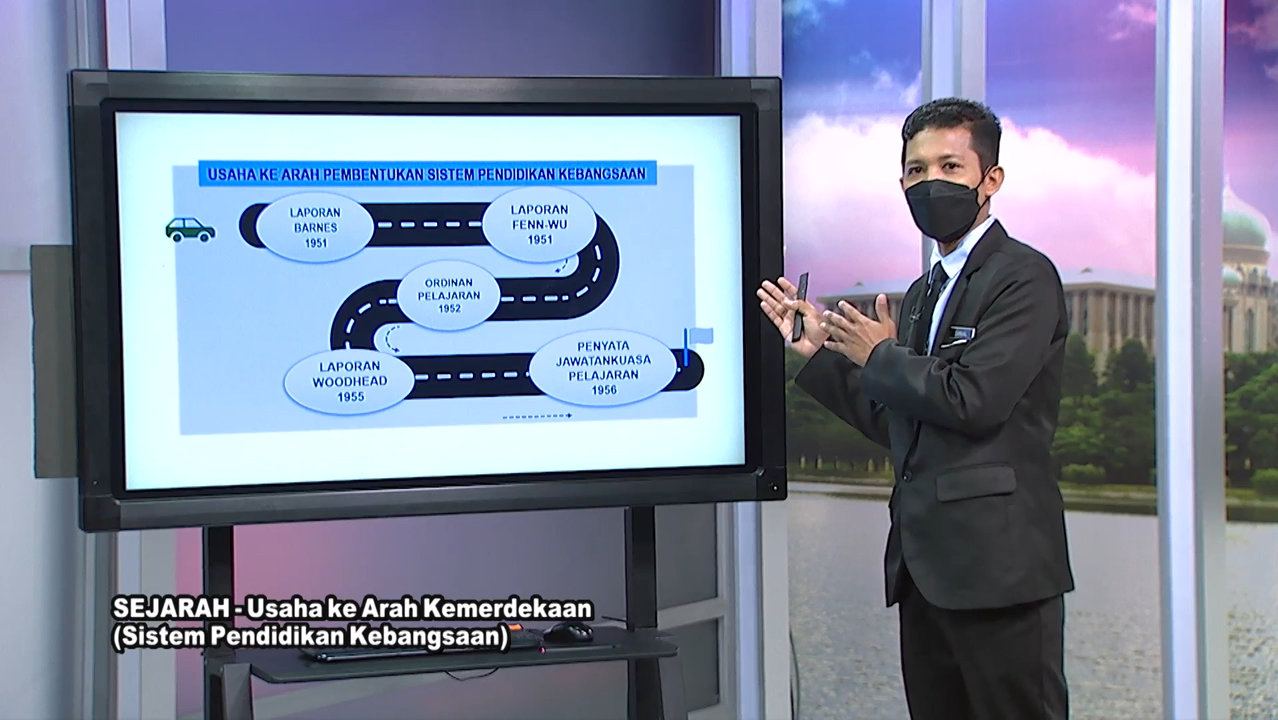 USAHA KE ARAH PEMBENTUKAN SISTEM PENDIDIKAN KEBANGSAAN
LAPORAN
BARNES
1951
LAPORAN
FENN-WU
1951
ORDINAN
PELAJARAN
1952
LAPORAN
WOODHEAD
1955
PENYATA
JAWATANKUASA
PELAJARAN
1956
SEJARAH - Usaha ke Arah Kemerdekaan
(Sistem Pendidikan Kebangsaan)